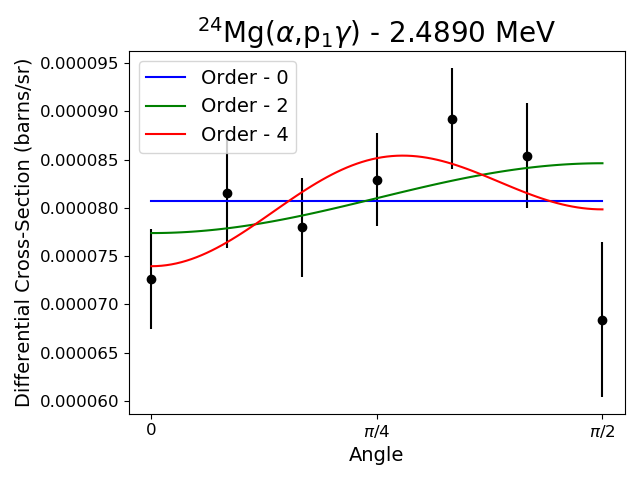 ²⁴Mg(α,p₁γ) - 2.4890 MeV
Differential Cross-Section (barns/sr)
0.000095
0.000090
0.000085
0.000080
0.000075
0.000070
0.000065
0.000060
Order - 0
Order - 2
Order - 4
0
π/4
π/2
Angle